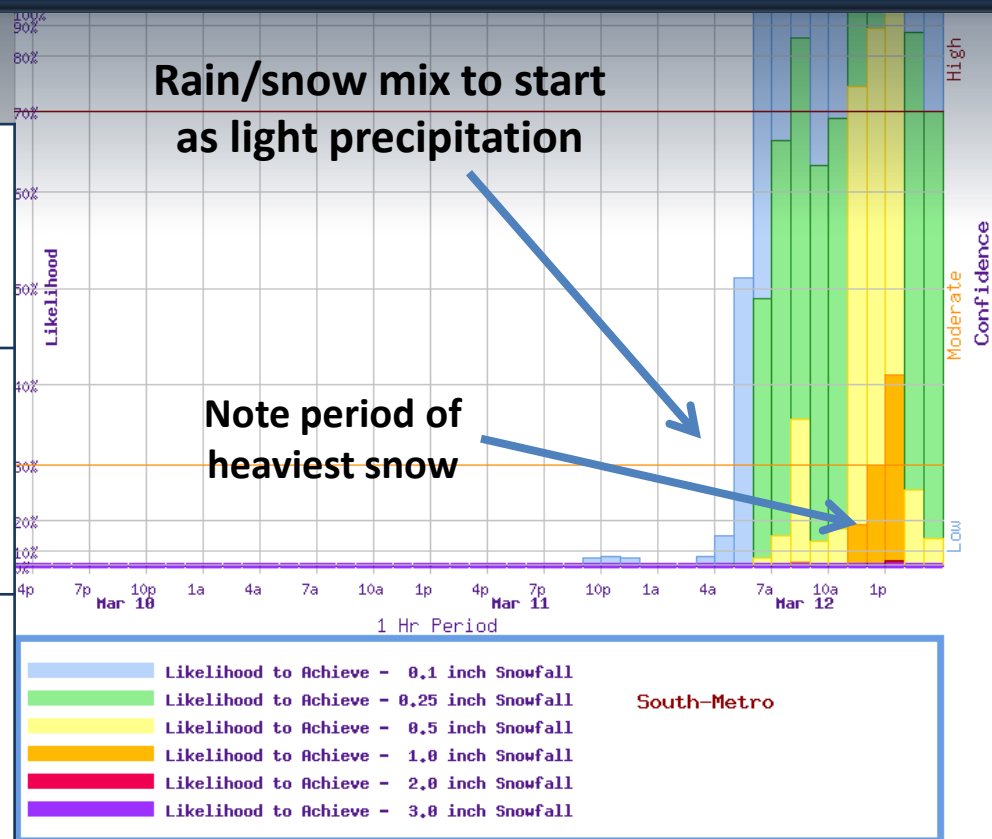 100%
90%
80%
70%
60%
50%
40%
30%
20%
10%
0%
Likelihood
Rain/snow mix to start
as light precipitation
Note period of
heaviest snow
High
Moderate
Low
Confidence
4p 7p 10p 1a 4a 7a 10a 1p 4p 7p 10p 1a 4a 7a 10a 1p
Mar 10 Mar 11 Mar 12
1 Hr Period
Likelihood to Achieve - 0.1 inch Snowfall
Likelihood to Achieve - 0.25 inch Snowfall
South-Metro
Likelihood to Achieve - 0.5 inch Snowfall
Likelihood to Achieve - 1.0 inch Snowfall
Likelihood to Achieve - 2.0 inch Snowfall
Likelihood to Achieve - 3.0 inch Snowfall